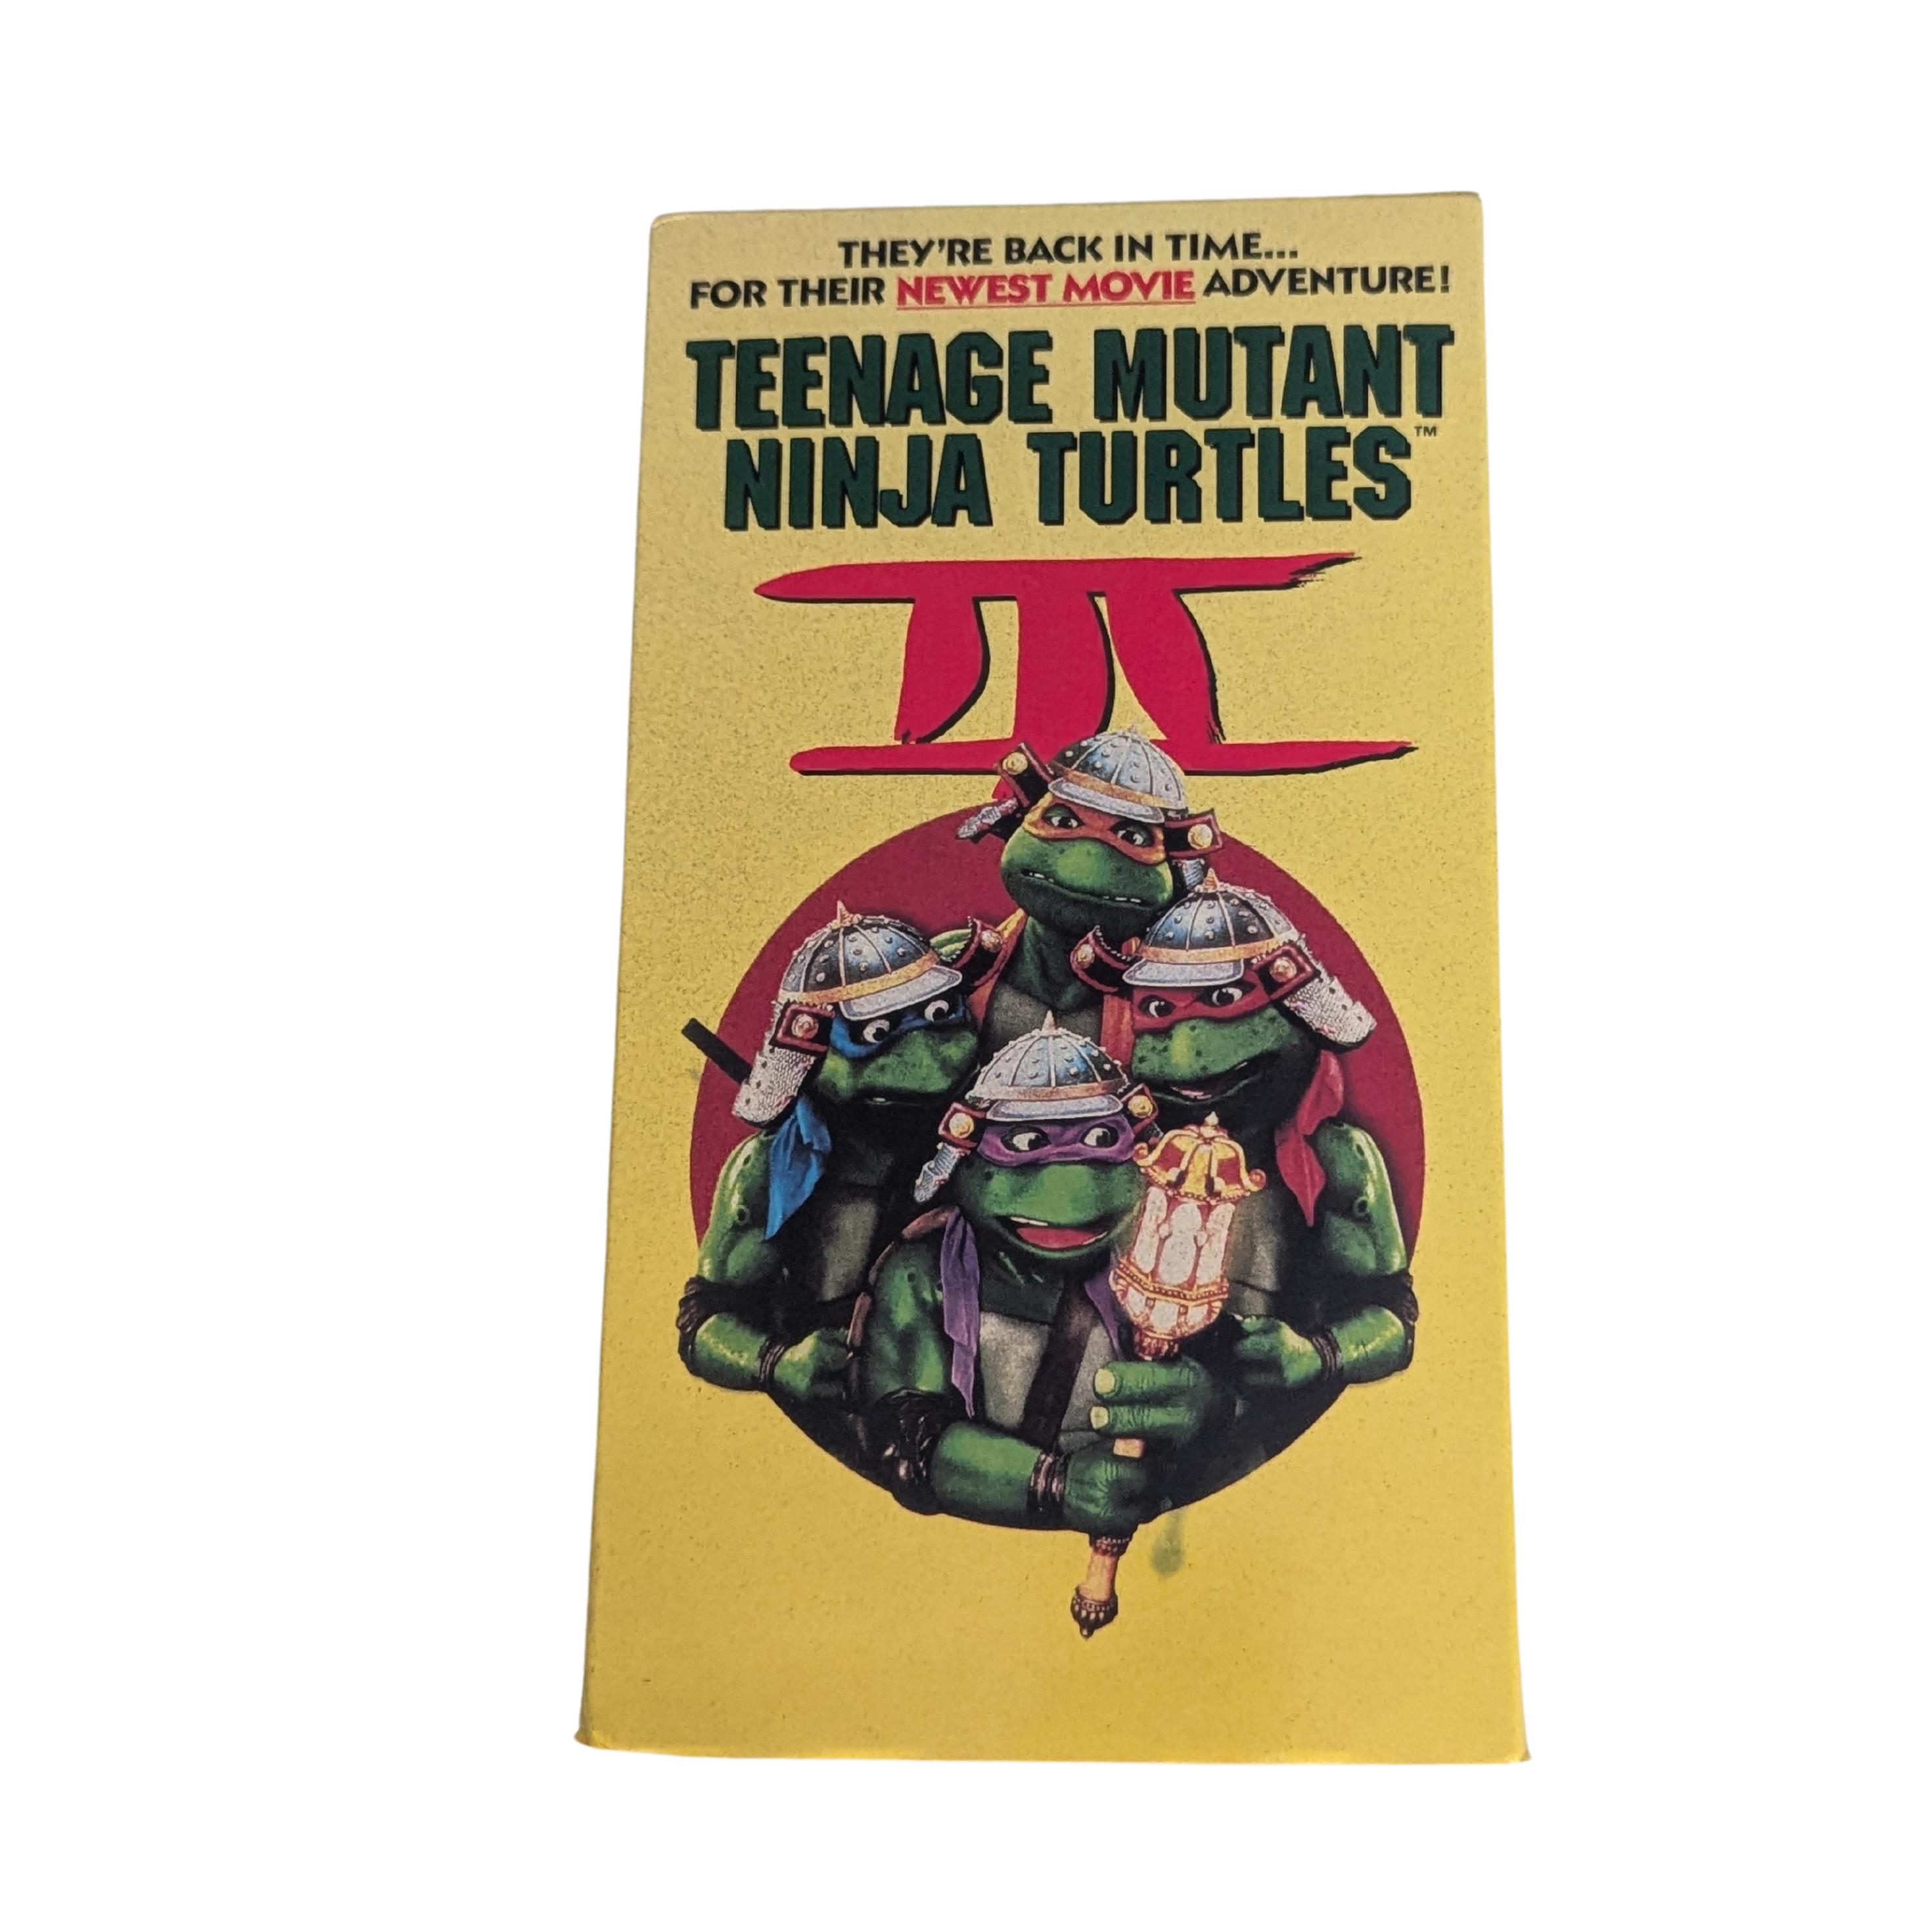 THEY'RE BACK IN TIME...
FOR THEIR NEWEST MOVIE ADVENTURE!
TEENAGE MUTANT
NINJA TURTLES™
III